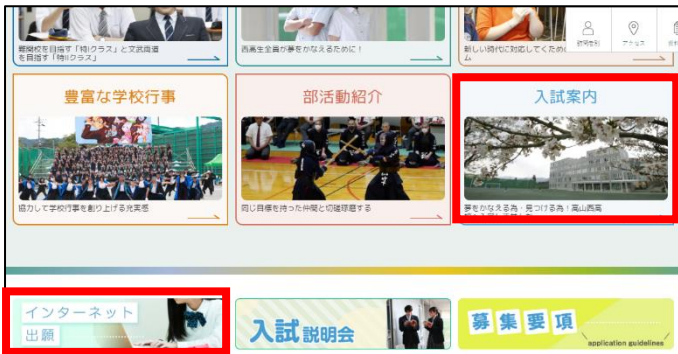 難関校を目指す「特Iクラス」と文武両道
を目指す「特IIクラス」
西高生全員が夢をかなえるために！
新しい時代に対応してくため
ム
アクセス
豊富な学校行事
協力して学校行事を創り上げる充実感
部活動紹介
同じ目標を持った仲間と切磋琢磨する
入試案内
夢をかなえる為・見つける為！高山西高
インターネット
出願
入試説明会
募集要項
application guidelines